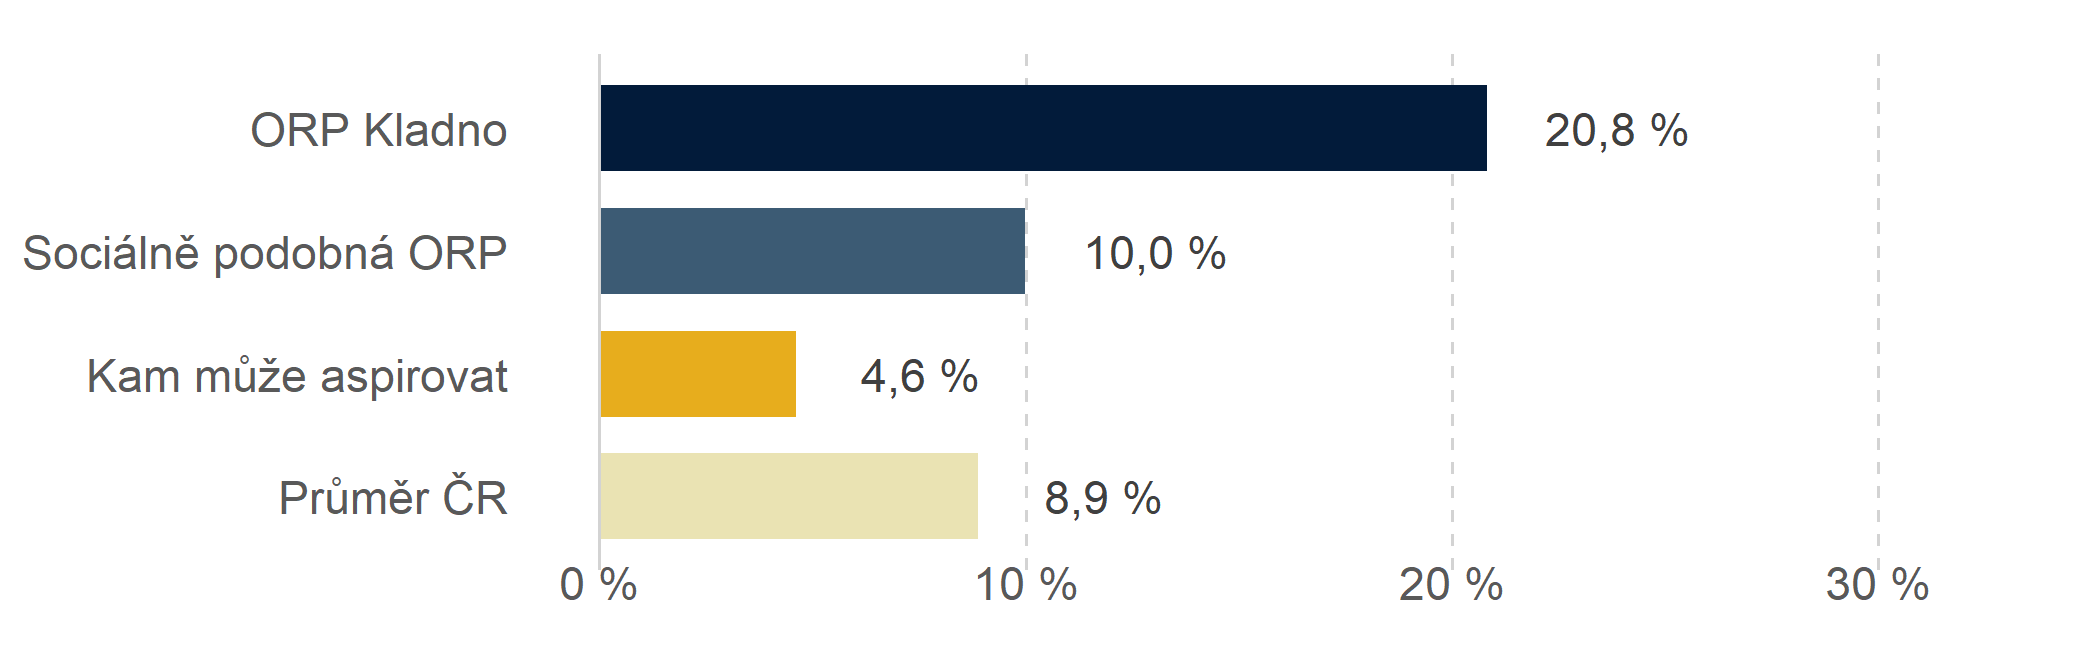 ORP Kladno 20,8 %
Sociálně podobná ORP 10,0 %
Kam může aspirovat 4,6 %
Průměr ČR 8,9 %
0 % 10 % 20 % 30 %